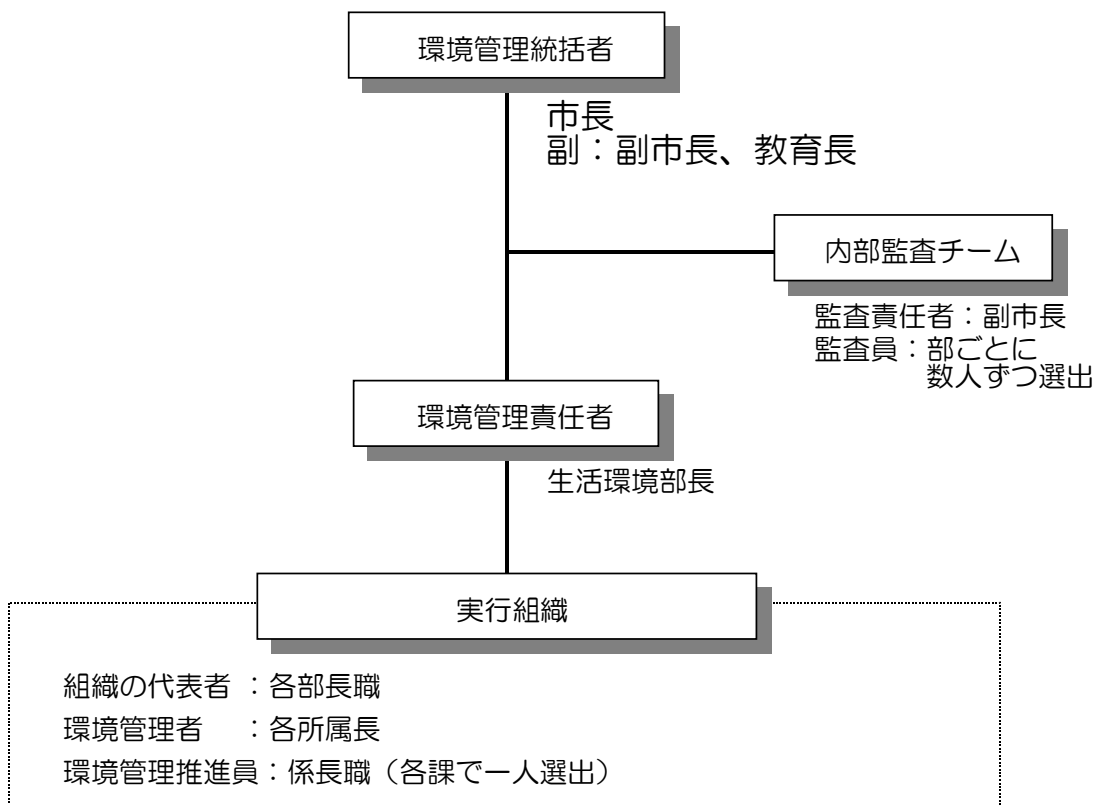 環境管理統括者
市長
副：副市長、教育長
内部監査チーム
監査責任者：副市長
監査員：部ごとに
数人ずつ選出
環境管理責任者
生活環境部長
実行組織
組織の代表者：各部長職
環境管理者　：各所属長
環境管理推進員：係長職（各課で一人選出）